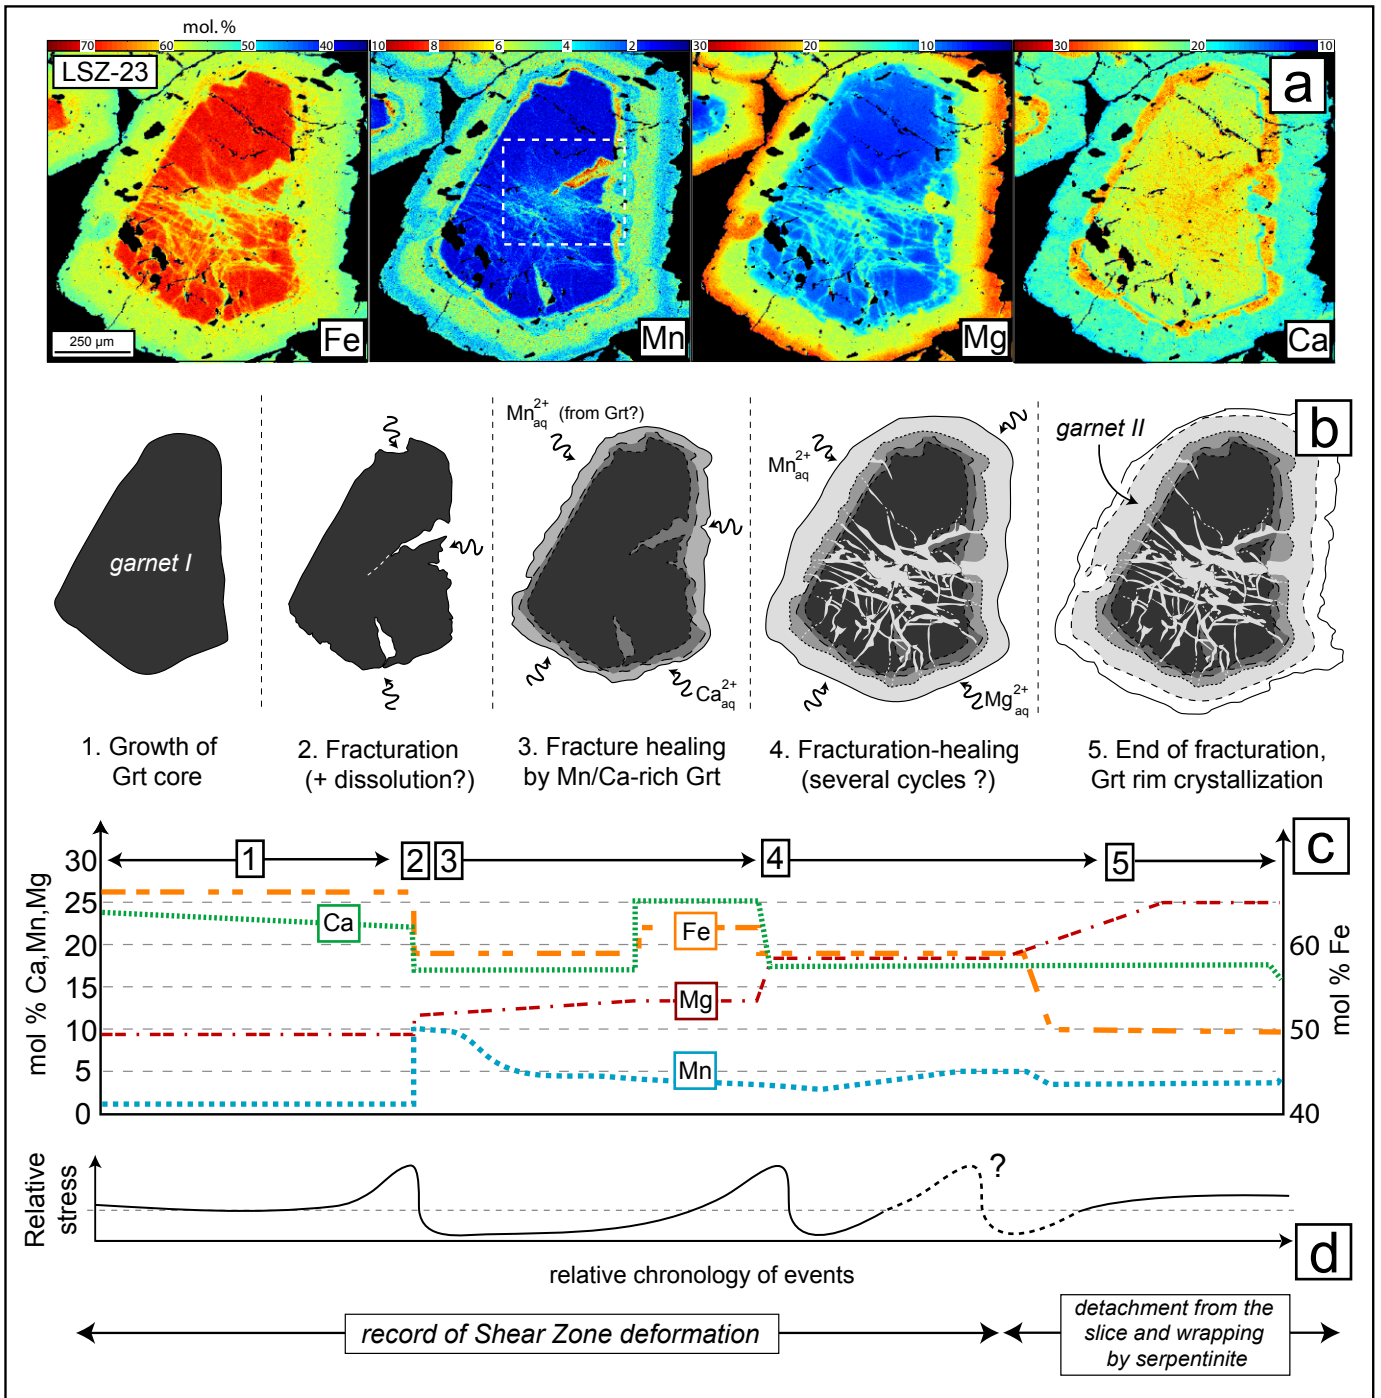 mol.%
70 60 50 40
10 8 6 4 2
30 20 10
30 20 10
LSZ-23
a
250 µm
Fe
Mn
Mg
Ca
b
garnet I
Mn2+aq (from Grt?)
Ca2+aq
Mn2+aq
Mg2+aq
garnet II
1. Growth of
Grt core
2. Fracturation
(+ dissolution?)
3. Fracture healing
by Mn/Ca-rich Grt
4. Fracturation-healing
(several cycles ?)
5. End of fracturation,
Grt rim crystallization
c
1
2
3
4
5
mol % Ca,Mn,Mg
30
25
20
15
10
5
0
Ca
Fe
Mg
Mn
60
50
40
mol % Fe
Relative
stress
?
d
relative chronology of events
record of Shear Zone deformation
detachment from the
slice and wrapping
by serpentinite